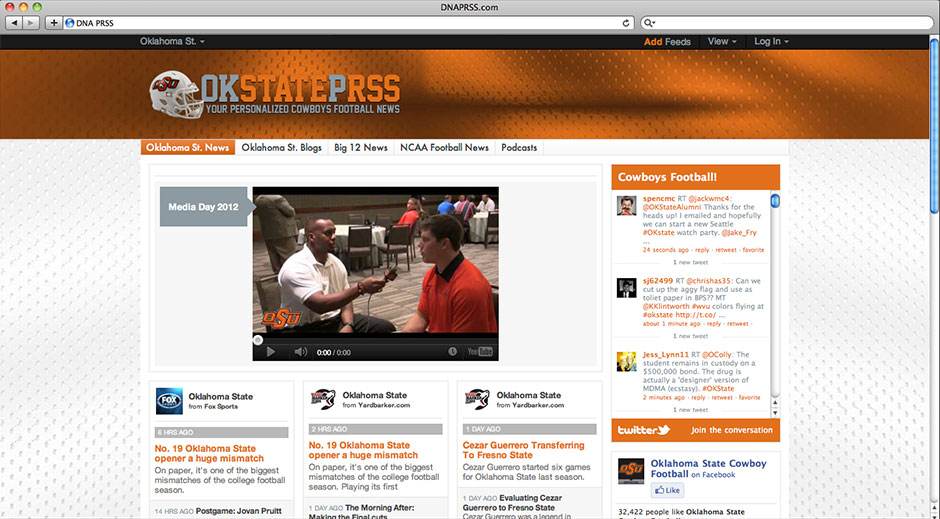 DNAPRSS.com
DNA PRSS
Oklahoma St.
Add Feeds
View
Log In
OSU
OKSTATEPRSS
YOUR PERSONALIZED COWBOYS FOOTBALL NEWS
Oklahoma St. News
Oklahoma St. Blogs
Big 12 News
NCAA Football News
Podcasts
Media Day 2012
OSU
0:00 / 0:00
YouTube
FOX
Oklahoma State
from Fox Sports
6 HRS AGO
No. 19 Oklahoma State
opener a huge mismatch
On paper, it's one of the biggest
mismatches of the college football
season.
14 HRS AGO Postgame: Jovan Pruitt
Oklahoma State
from Yardbarker.com
2 HRS AGO
No. 19 Oklahoma State
opener a huge mismatch
On paper, it's one of the biggest
mismatches of the college football
season. Playing its first
1 DAY AGO The Morning After:
Making the Final cuts
Oklahoma State
from Yardbarker.com
1 DAY AGO
Cezar Guerrero Transferring
To Fresno State
Cezar Guerrero started six games
for Oklahoma State last season.
1 DAY AGO Evaluating Cezar
Guerrero to Fresno State
Cezar Guerrero was a legend in
Cowboys Football!
spencmc RT @jackwmc4:
@OKStateAlumni Thanks for the
heads up! I emailed and hopefully
we can start a new Seattle
#OKstate watch party. @Jake_Fry
...
24 seconds ago · reply · retweet · favorite
1 new tweet
sj62499 RT @chrishas35: Can we
cut up the aggy flag and use as
toliet paper in BPS?? MT
@KKlintworth #wvu colors flying at
#okstate http://t.co/ ...
about 1 minute ago · reply · retweet ·
1 new tweet
Jess_Lynn11 RT @OColly: The
student remains in custody on a
$500,000 bond. The drug is
actually a 'designer' version of
MDMA (ecstasy). #OKState
2 minutes ago · reply · retweet · favorite
1 new tweet
twitter
Join the conversation
OSU
Oklahoma State Cowboy
Football on Facebook
Like
32,422 people like Oklahoma State